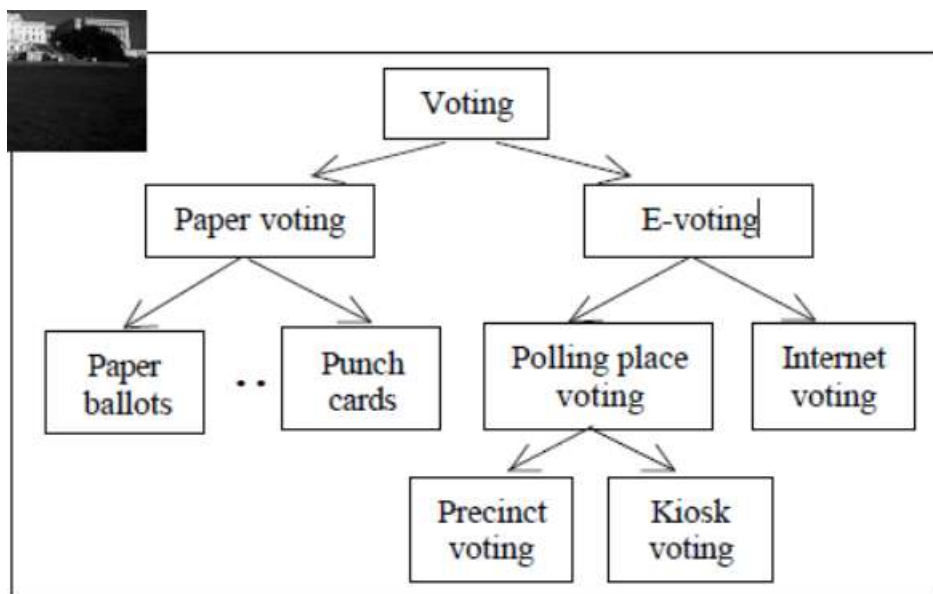 Voting
Paper voting
E-voting
Paper
ballots
..
Punch
cards
Polling place
voting
Internet
voting
Precinct
voting
Kiosk
voting